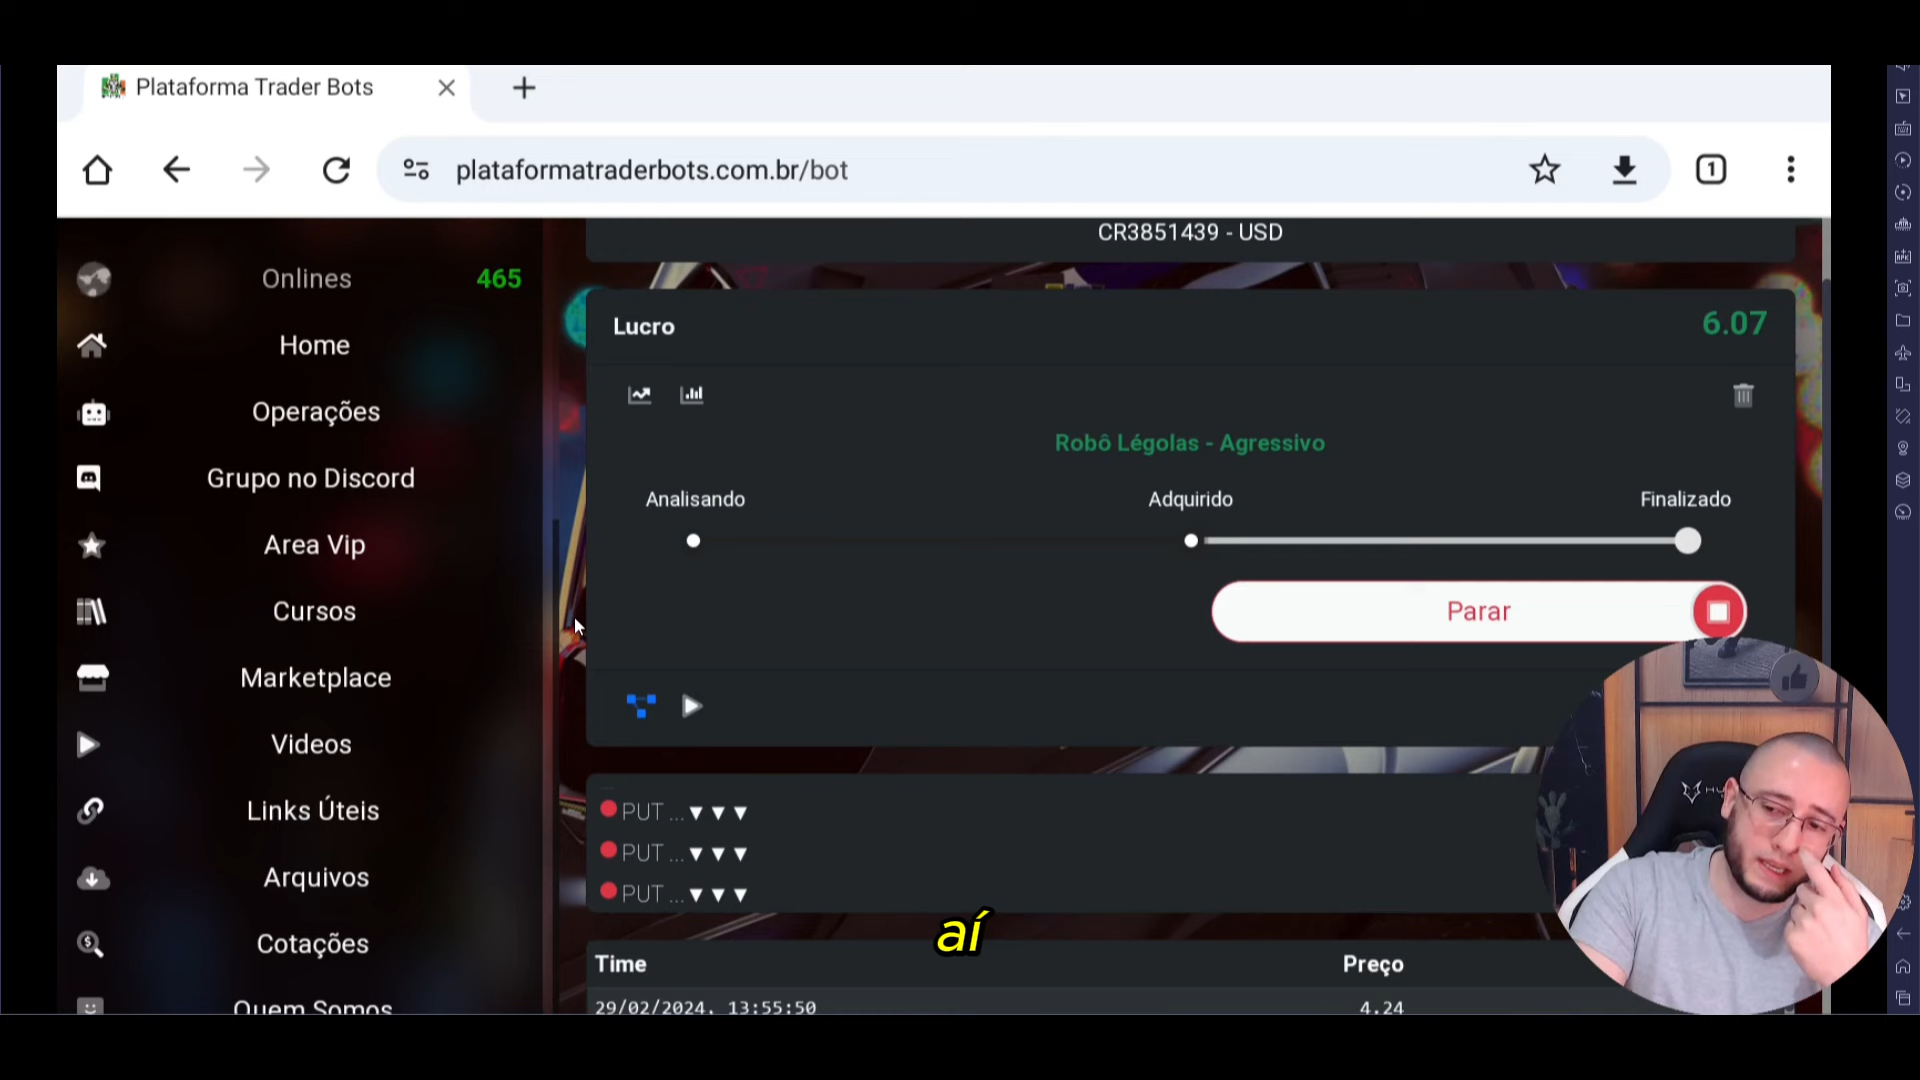 Plataforma Trader Bots
plataformatraderbots.com.br/bot
1
CR3851439 - USD
Onlines 465
Home
Operações
Grupo no Discord
Area Vip
Cursos
Marketplace
Videos
Links Úteis
Arquivos
Cotações
Quem Somos
Lucro 6.07
Robô Légolas - Agressivo
Analisando Adquirido Finalizado
Parar
PUT ... ▼ ▼ ▼
PUT ... ▼ ▼ ▼
PUT ... ▼ ▼ ▼
aí
Time Preço
29/02/2024, 13:55:50 4.24